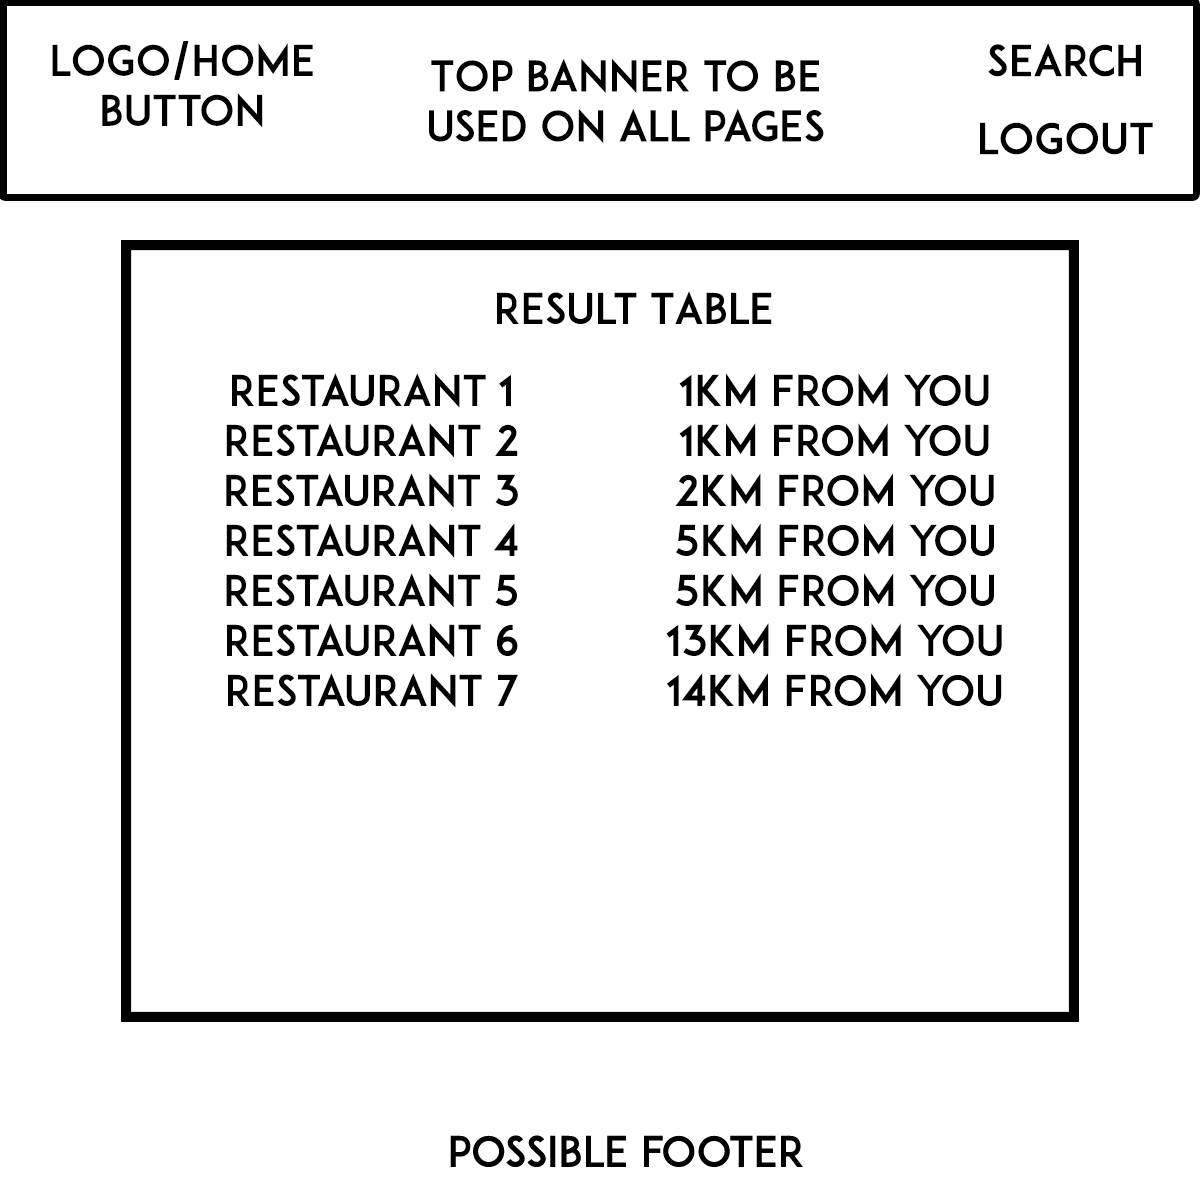 LOGO/HOME
BUTTON
TOP BANNER TO BE
USED ON ALL PAGES
SEARCH
LOGOUT
RESULT TABLE
RESTAURANT 1 1KM FROM YOU
RESTAURANT 2 1KM FROM YOU
RESTAURANT 3 2KM FROM YOU
RESTAURANT 4 5KM FROM YOU
RESTAURANT 5 5KM FROM YOU
RESTAURANT 6 13KM FROM YOU
RESTAURANT 7 14KM FROM YOU
POSSIBLE FOOTER